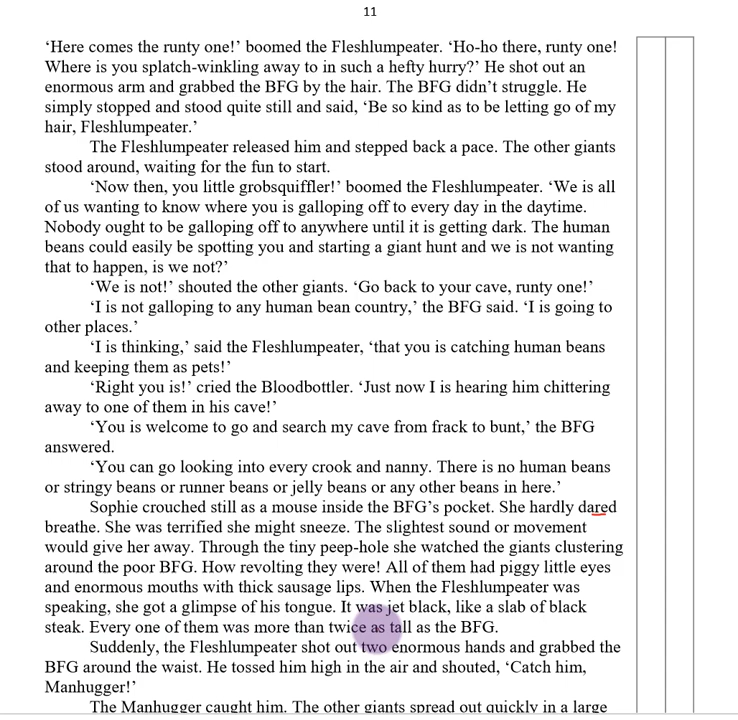 11
‘Here comes the runty one!’ boomed the Fleshlumpeater. ‘Ho-ho there, runty one!
Where is you splatch-winkling away to in such a hefty hurry?’ He shot out an
enormous arm and grabbed the BFG by the hair. The BFG didn’t struggle. He
simply stopped and stood quite still and said, ‘Be so kind as to be letting go of my
hair, Fleshlumpeater.’
The Fleshlumpeater released him and stepped back a pace. The other giants
stood around, waiting for the fun to start.
‘Now then, you little grobsquiffler!’ boomed the Fleshlumpeater. ‘We is all
of us wanting to know where you is galloping off to every day in the daytime.
Nobody ought to be galloping off to anywhere until it is getting dark. The human
beans could easily be spotting you and starting a giant hunt and we is not wanting
that to happen, is we not?’
‘We is not!’ shouted the other giants. ‘Go back to your cave, runty one!’
‘I is not galloping to any human bean country,’ the BFG said. ‘I is going to
other places.’
‘I is thinking,’ said the Fleshlumpeater, ‘that you is catching human beans
and keeping them as pets!’
‘Right you is!’ cried the Bloodbottler. ‘Just now I is hearing him chittering
away to one of them in his cave!’
‘You is welcome to go and search my cave from frack to bunt,’ the BFG
answered.
‘You can go looking into every crook and nanny. There is no human beans
or stringy beans or runner beans or jelly beans or any other beans in here.’
Sophie crouched still as a mouse inside the BFG’s pocket. She hardly dared
breathe. She was terrified she might sneeze. The slightest sound or movement
would give her away. Through the tiny peep-hole she watched the giants clustering
around the poor BFG. How revolting they were! All of them had piggy little eyes
and enormous mouths with thick sausage lips. When the Fleshlumpeater was
speaking, she got a glimpse of his tongue. It was jet black, like a slab of black
steak. Every one of them was more than twice as tall as the BFG.
Suddenly, the Fleshlumpeater shot out two enormous hands and grabbed the
BFG around the waist. He tossed him high in the air and shouted, ‘Catch him,
Manhugger!’
The Manhugger caught him. The other giants spread out quickly in a large